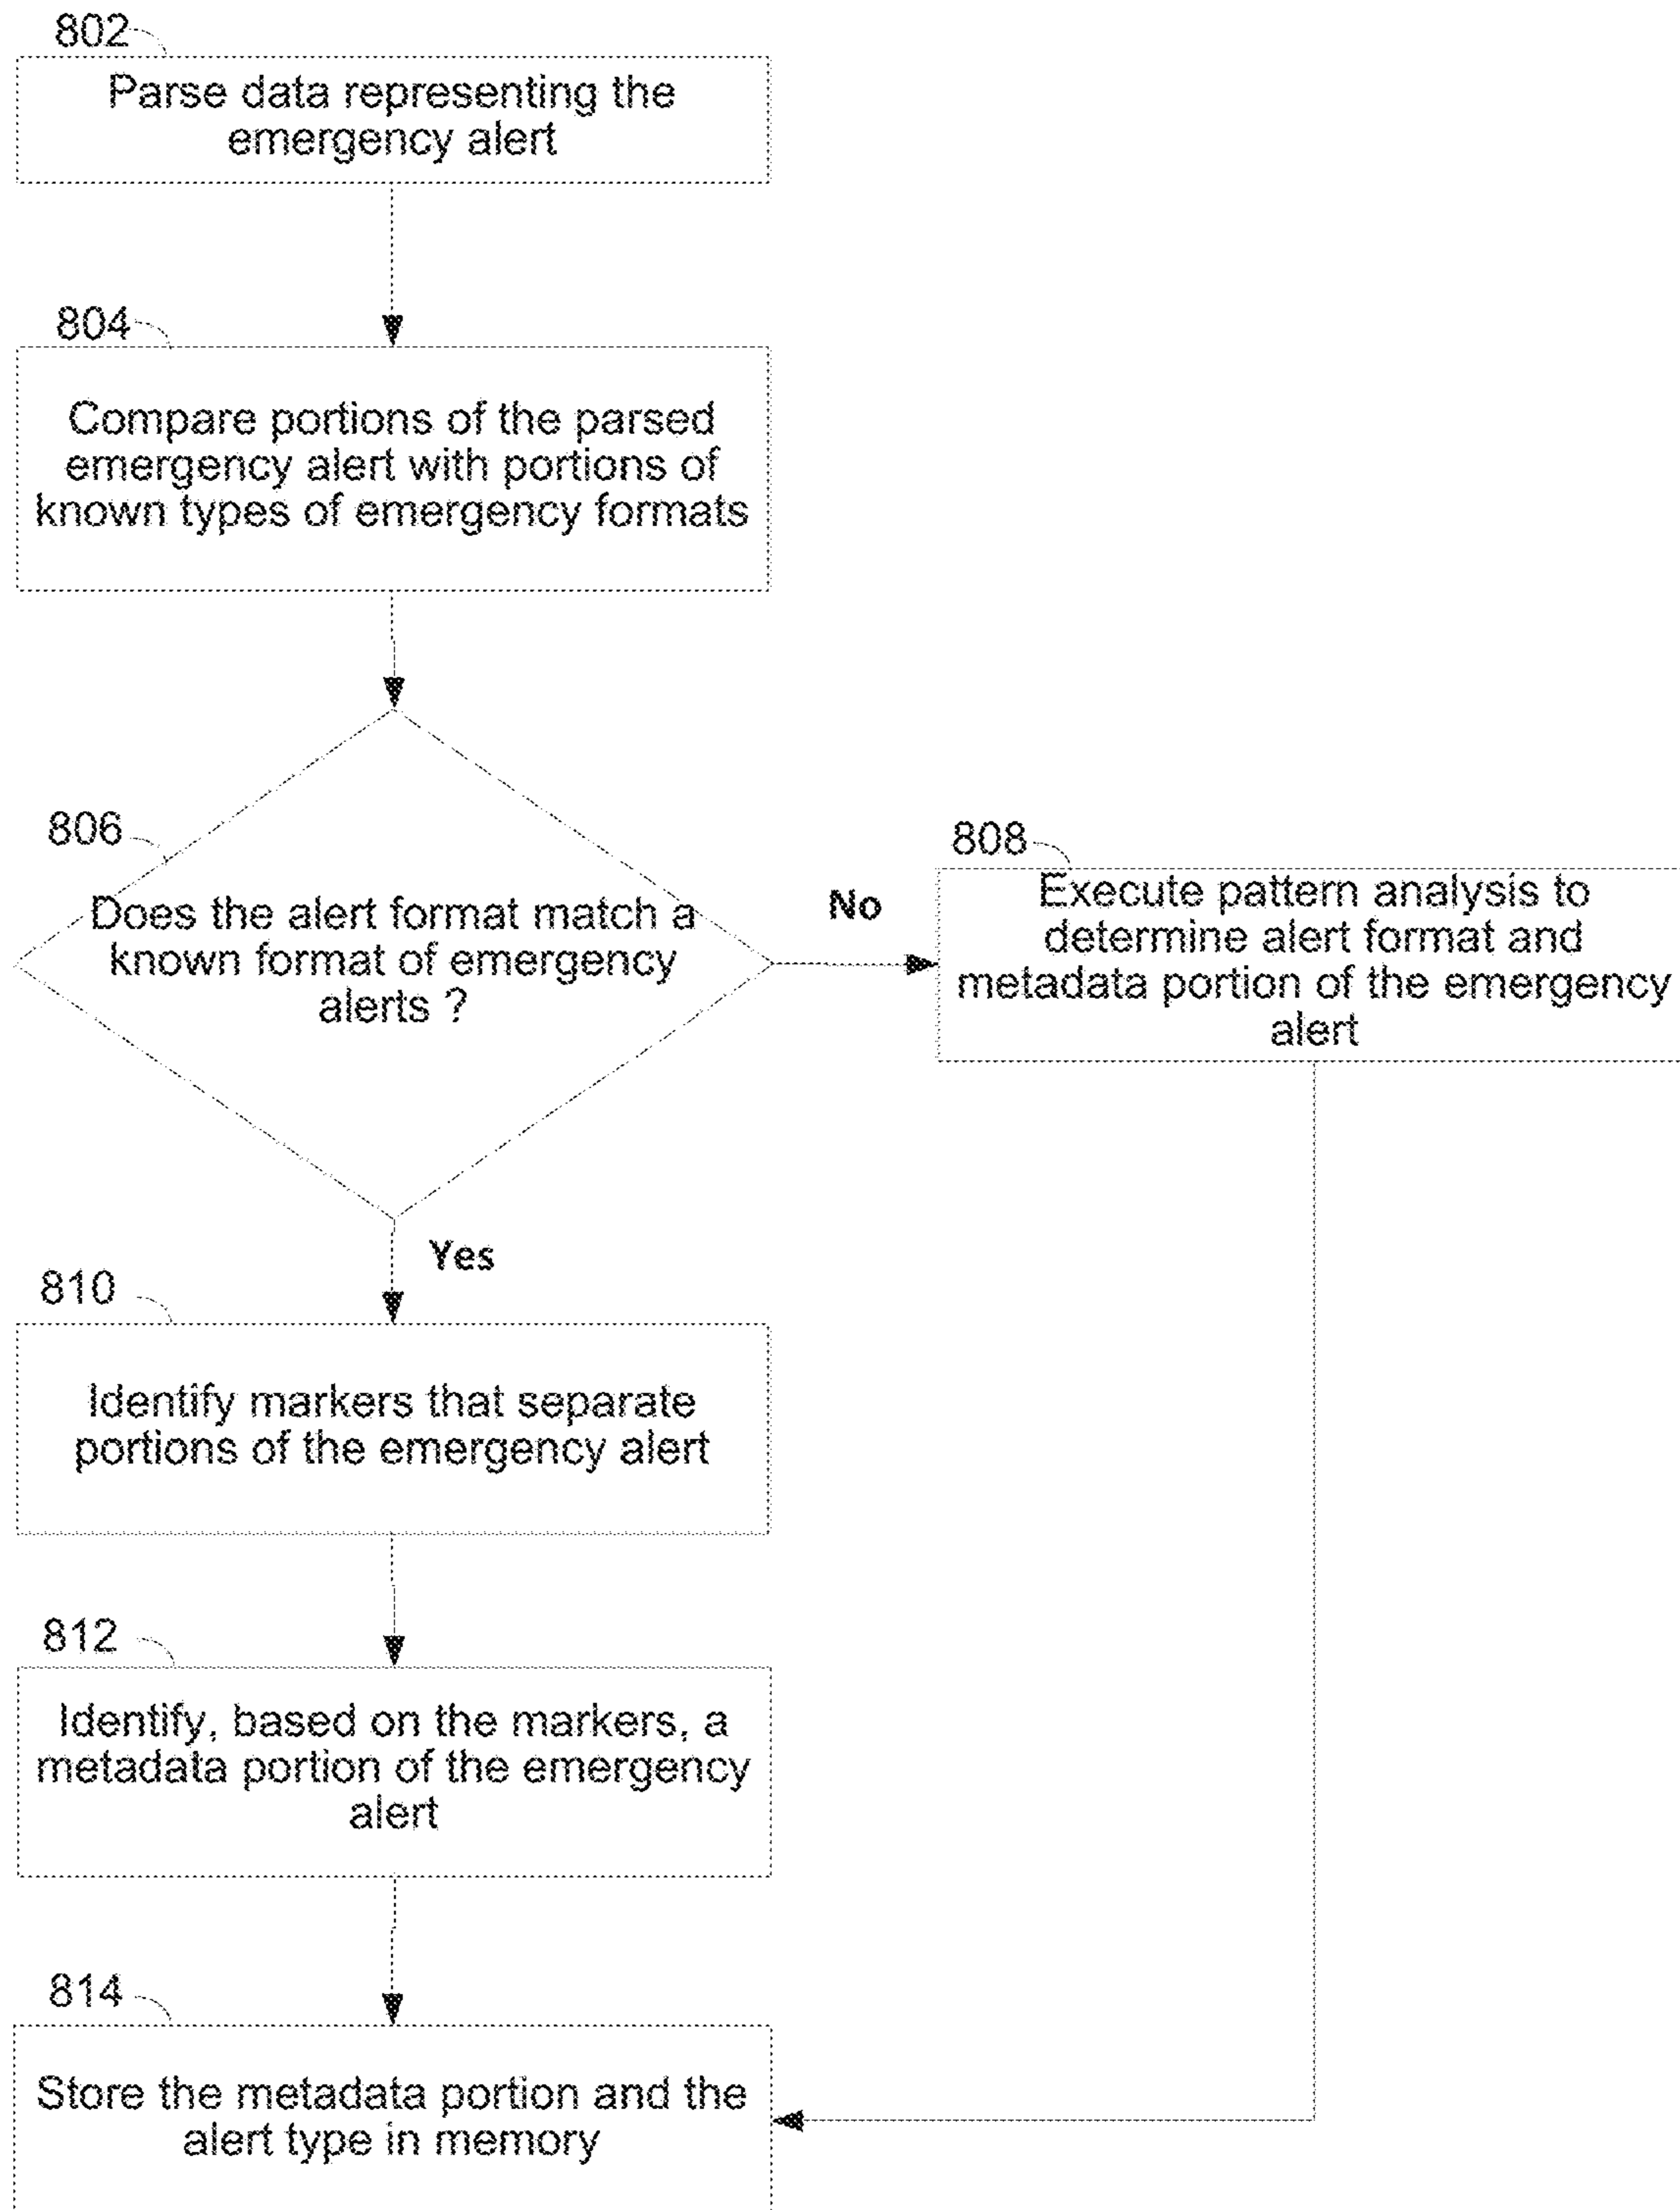 802
Parse data representing the
emergency alert
804
Compare portions of the parsed
emergency alert with portions of
known types of emergency formats
806
Does the alert format match a
known format of emergency
alerts ?
No
808
Execute pattern analysis to
determine alert format and
metadata portion of the emergency
alert
Yes
810
Identify markers that separate
portions of the emergency alert
812
Identify, based on the markers, a
metadata portion of the emergency
alert
814
Store the metadata portion and the
alert type in memory